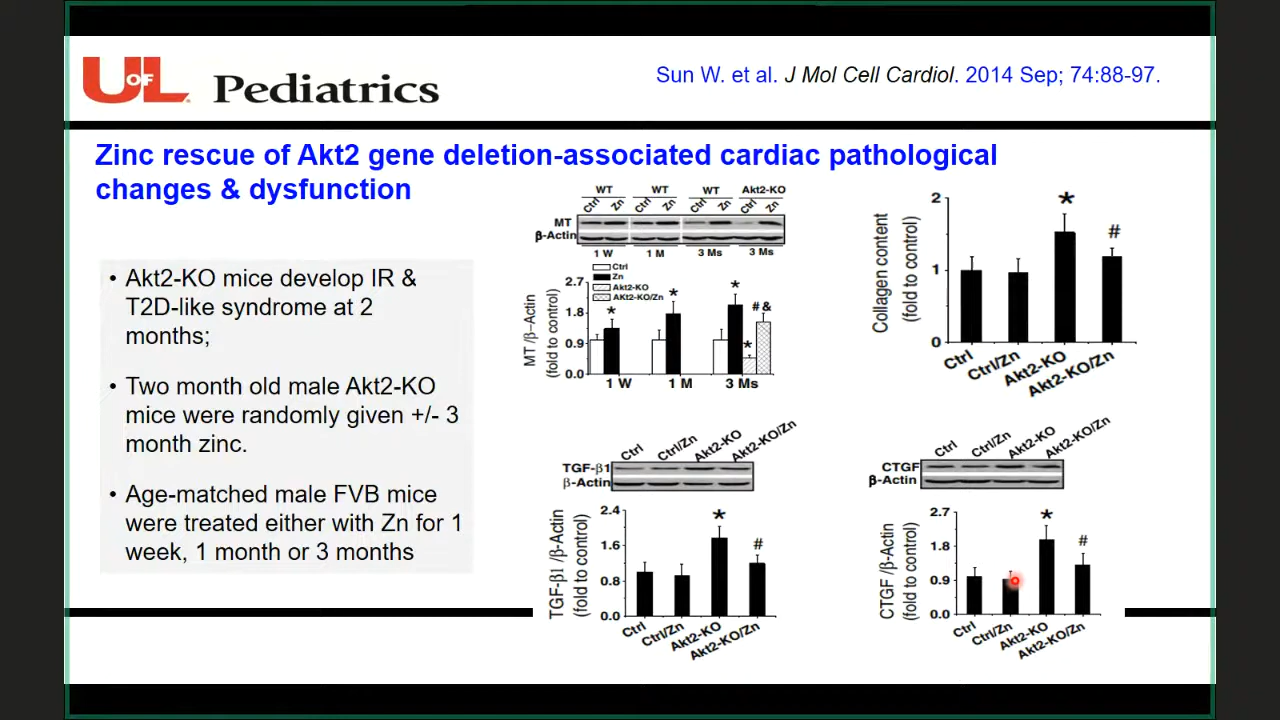 UofL Pediatrics
Sun W. et al. J Mol Cell Cardiol. 2014 Sep; 74:88-97.
Zinc rescue of Akt2 gene deletion-associated cardiac pathological
changes & dysfunction
• Akt2-KO mice develop IR &
T2D-like syndrome at 2
months;
• Two month old male Akt2-KO
mice were randomly given +/- 3
month zinc.
• Age-matched male FVB mice
were treated either with Zn for 1
week, 1 month or 3 months
WT WT WT Akt2-KO
Ctrl Zn Ctrl Zn Ctrl Zn Ctrl Zn
MT
β-Actin
1 W 1 M 3 Ms 3 Ms
Ctrl
Zn
Akt2-KO
AKt2-KO/Zn
MT /β-Actin
(fold to control)
2.7
1.8
0.9
0.0
* * * * #&
1 W 1 M 3 Ms
Collagen content
(fold to control)
2
1
0
* #
Ctrl Ctrl/Zn Akt2-KO Akt2-KO/Zn
Ctrl Ctrl/Zn Akt2-KO Akt2-KO/Zn
TGF-β1
β-Actin
TGF-β1 /β-Actin
(fold to control)
2.4
1.6
0.8
0.0
* #
Ctrl Ctrl/Zn Akt2-KO Akt2-KO/Zn
Ctrl Ctrl/Zn Akt2-KO Akt2-KO/Zn
CTGF
β-Actin
CTGF /β-Actin
(fold to control)
2.7
1.8
0.9
0.0
* #
Ctrl Ctrl/Zn Akt2-KO Akt2-KO/Zn